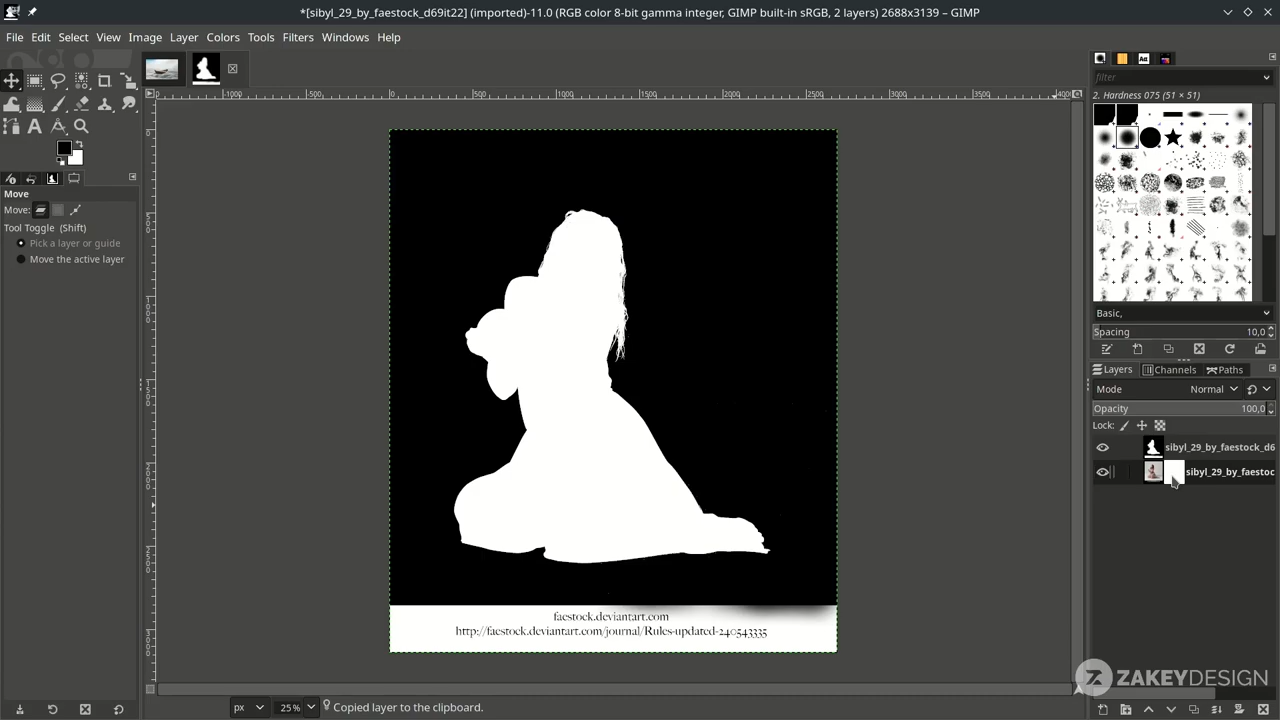 *[sibyl_29_by_faestock_d69it22] (imported)-11.0 (RGB color 8-bit gamma integer, GIMP built-in sRGB, 2 layers) 2688x3139 – GIMP
File Edit Select View Image Layer Colors Tools Filters Windows Help
filter
2. Hardness 075 (51 × 51)
Move
Move:
Tool Toggle (Shift)
Pick a layer or guide
Move the active layer
Basic,
Spacing 10,0
Layers Channels Paths
Mode Normal
Opacity 100,0
Lock:
sibyl_29_by_faestock_d6
sibyl_29_by_faestoc
faestock.deviantart.com
http://faestock.deviantart.com/journal/Rules-updated-240543335
ZAKEYDESIGN
px 25% Copied layer to the clipboard.